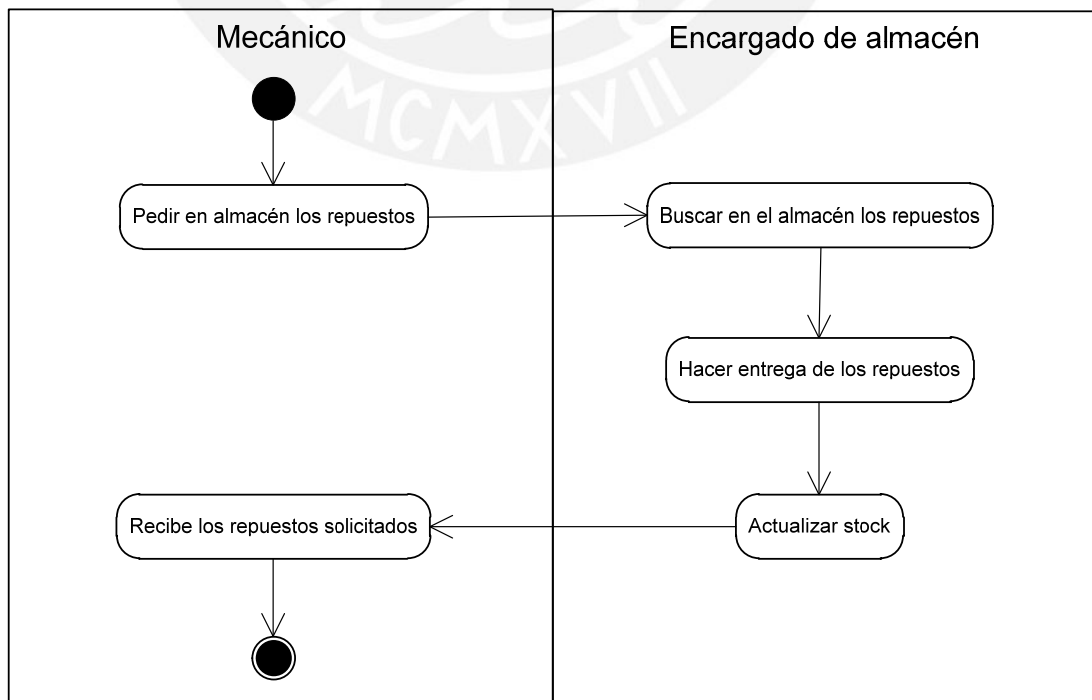 Mecánico
Encargado de almacén
MCMXVII
Pedir en almacén los repuestos
Buscar en el almacén los repuestos
Hacer entrega de los repuestos
Recibe los repuestos solicitados
Actualizar stock